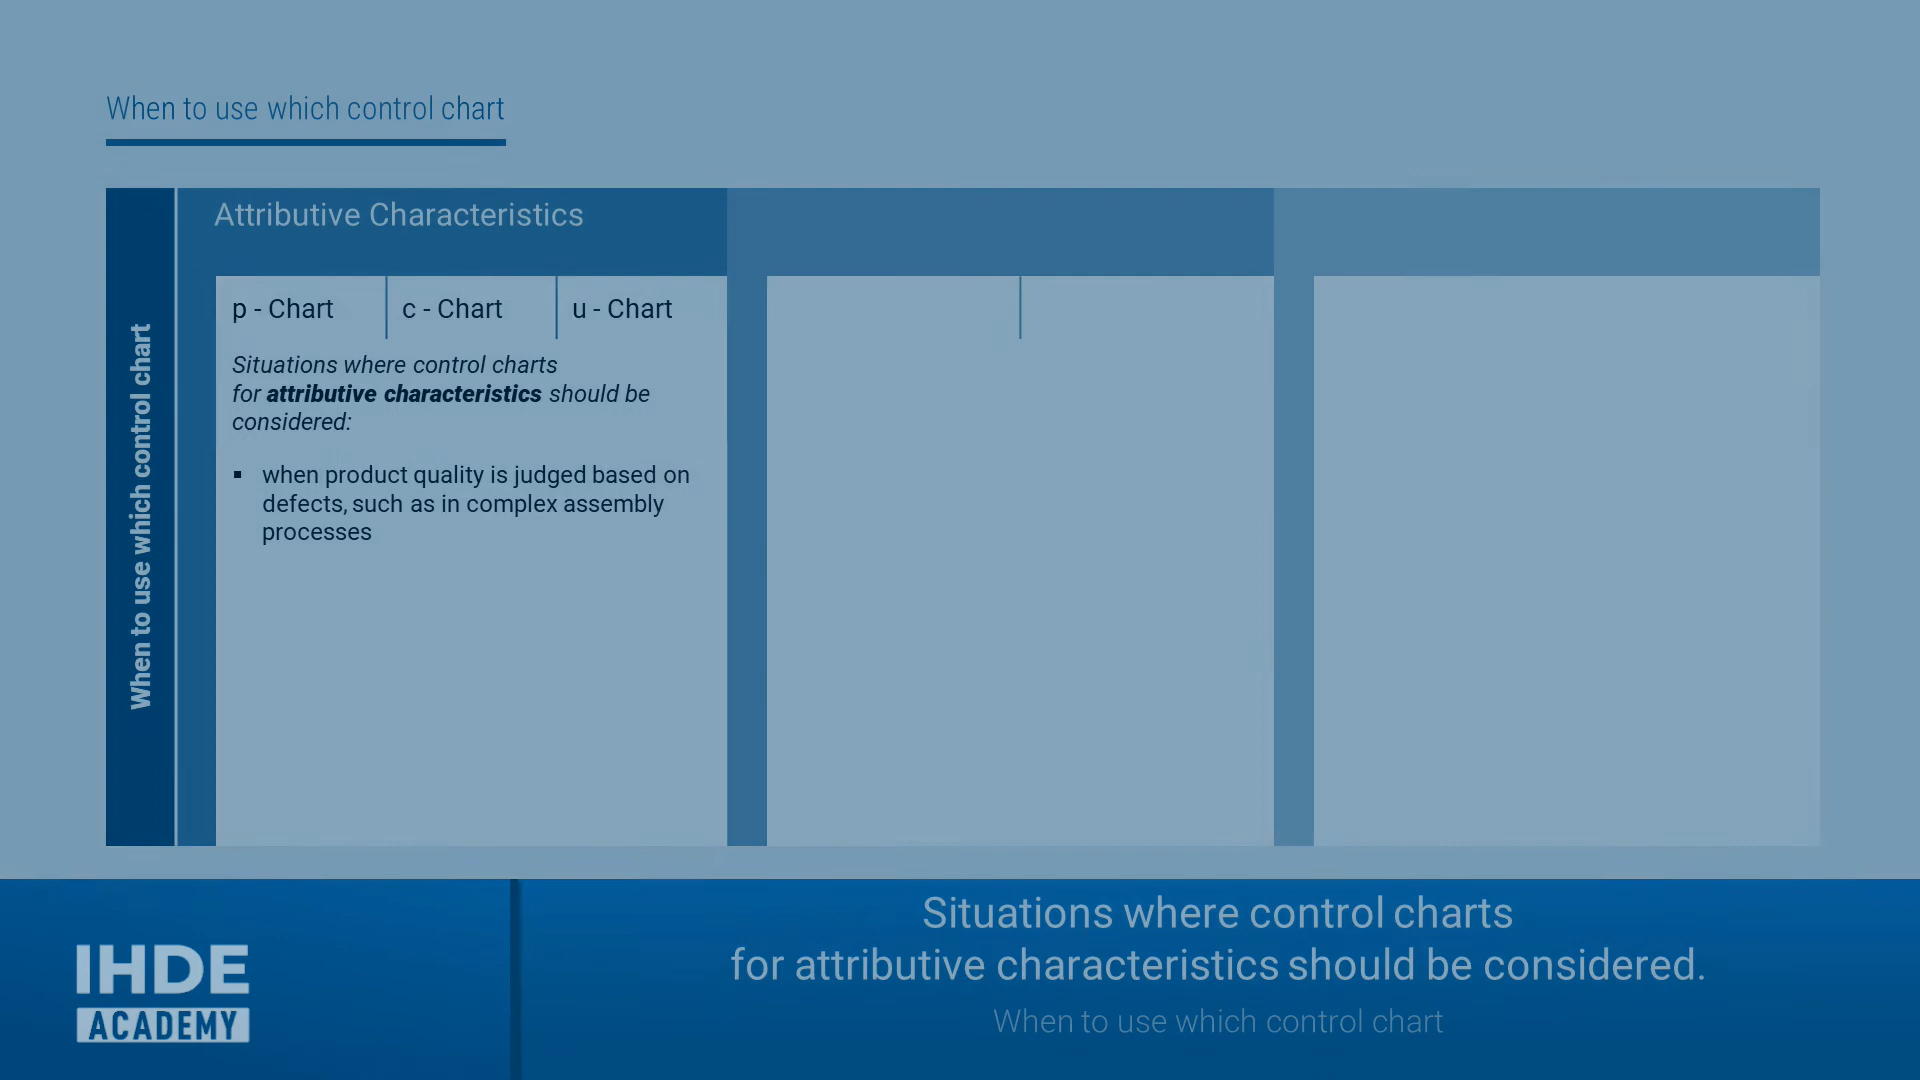 When to use which control chart
When to use which control chart
Attributive Characteristics
p - Chart
c - Chart
u - Chart
Situations where control charts
for attributive characteristics should be
considered:
▪ when product quality is judged based on
defects, such as in complex assembly
processes
IHDE
ACADEMY
Situations where control charts
for attributive characteristics should be considered.
When to use which control chart